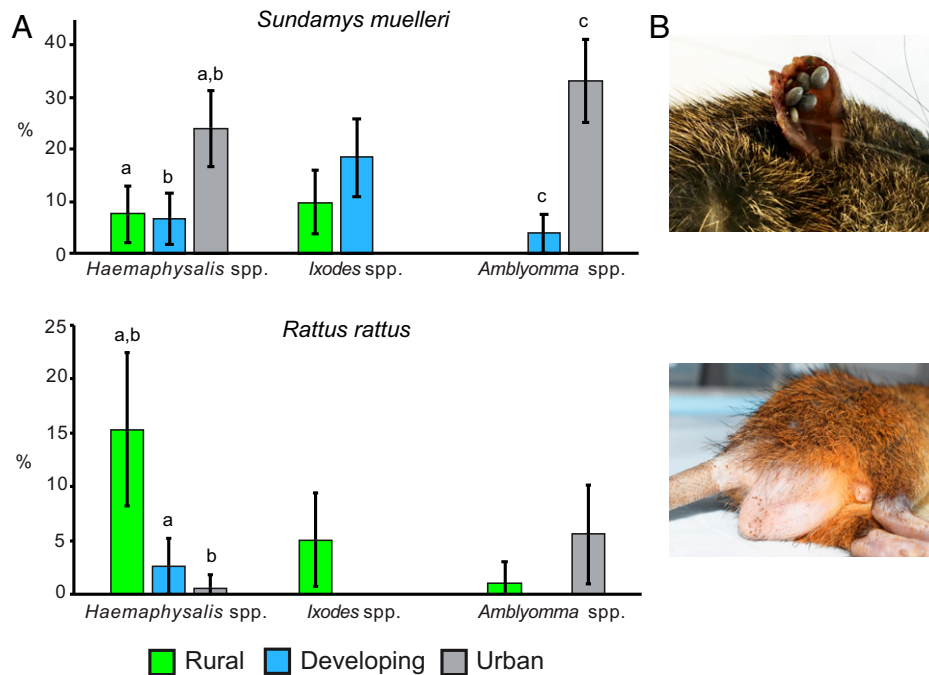 A
B
Sundamys muelleri
40
30
%
20
10
0
a
b
a,b
c
c
Haemaphysalis spp.
Ixodes spp.
Amblyomma spp.
Rattus rattus
25
20
15
%
10
5
0
a,b
a
b
Haemaphysalis spp.
Ixodes spp.
Amblyomma spp.
Rural
Developing
Urban